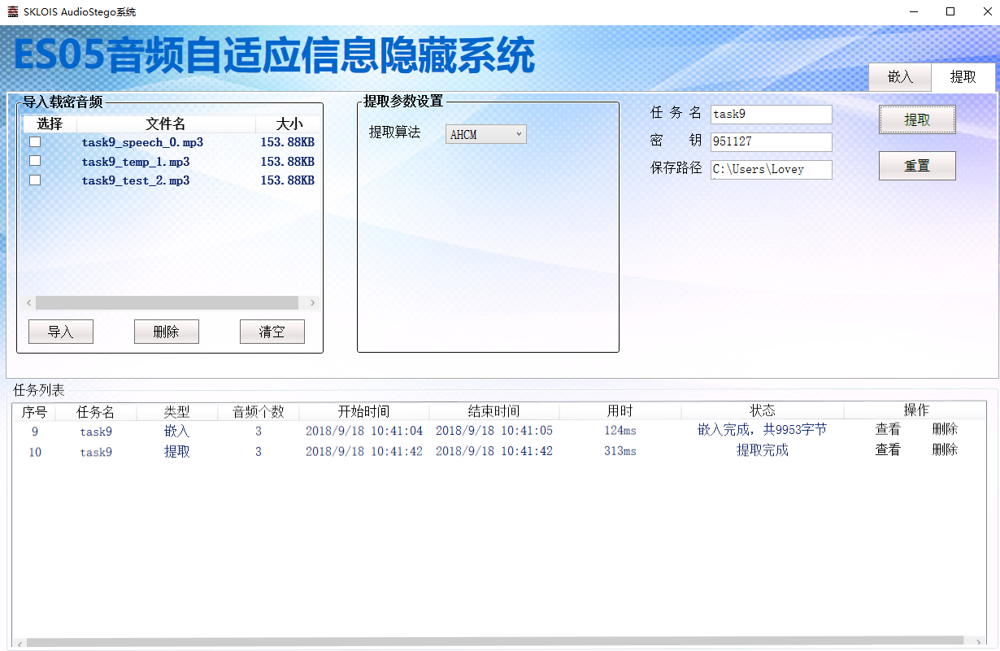 SKLOIS AudioStego系统
ES05音频自适应信息隐藏系统
嵌入 提取
导入载密音频
选择 文件名 大小
task9_speech_0.mp3 153.88KB
task9_temp_1.mp3 153.88KB
task9_test_2.mp3 153.88KB
导入 删除 清空
提取参数设置
提取算法 AHCM
任务名 task9
密钥 951127
保存路径 C:\Users\Lovey
提取
重置
任务列表
序号 任务名 类型 音频个数 开始时间 结束时间 用时 状态 操作
9 task9 嵌入 3 2018/9/18 10:41:04 2018/9/18 10:41:05 124ms 嵌入完成，共9953字节 查看 删除
10 task9 提取 3 2018/9/18 10:41:42 2018/9/18 10:41:42 313ms 提取完成 查看 删除